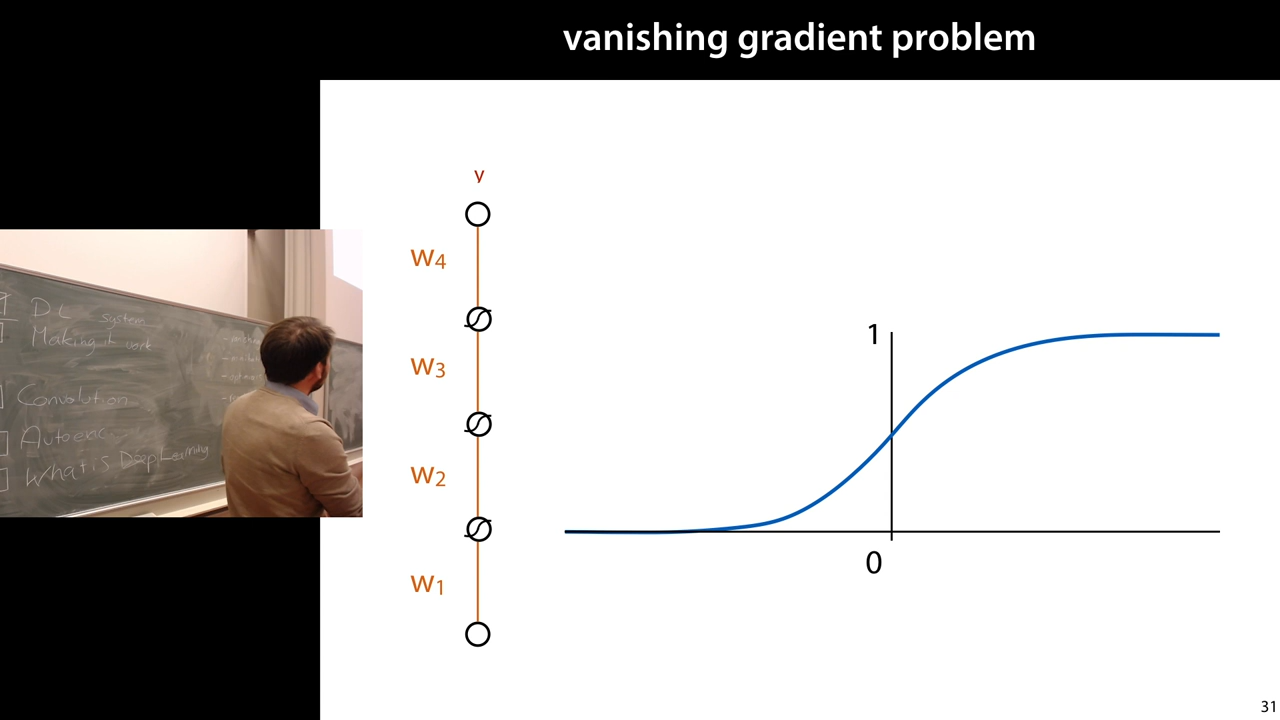 vanishing gradient problem
y
w4
w3
w2
w1
1
0
31
DL system
Making it work
Convolution
Autoenc
What is Deep Learning